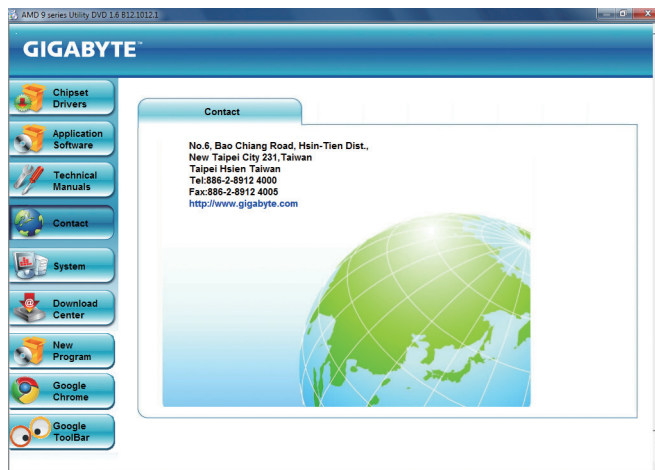 AMD 9 series Utility DVD 1.6 B12.1012.1
GIGABYTE™
Chipset
Drivers
Application
Software
Technical
Manuals
Contact
System
Download
Center
New
Program
Google
Chrome
Google
ToolBar
Contact
No.6, Bao Chiang Road, Hsin-Tien Dist.,
New Taipei City 231,Taiwan
Taipei Hsien Taiwan
Tel:886-2-8912 4000
Fax:886-2-8912 4005
http://www.gigabyte.com